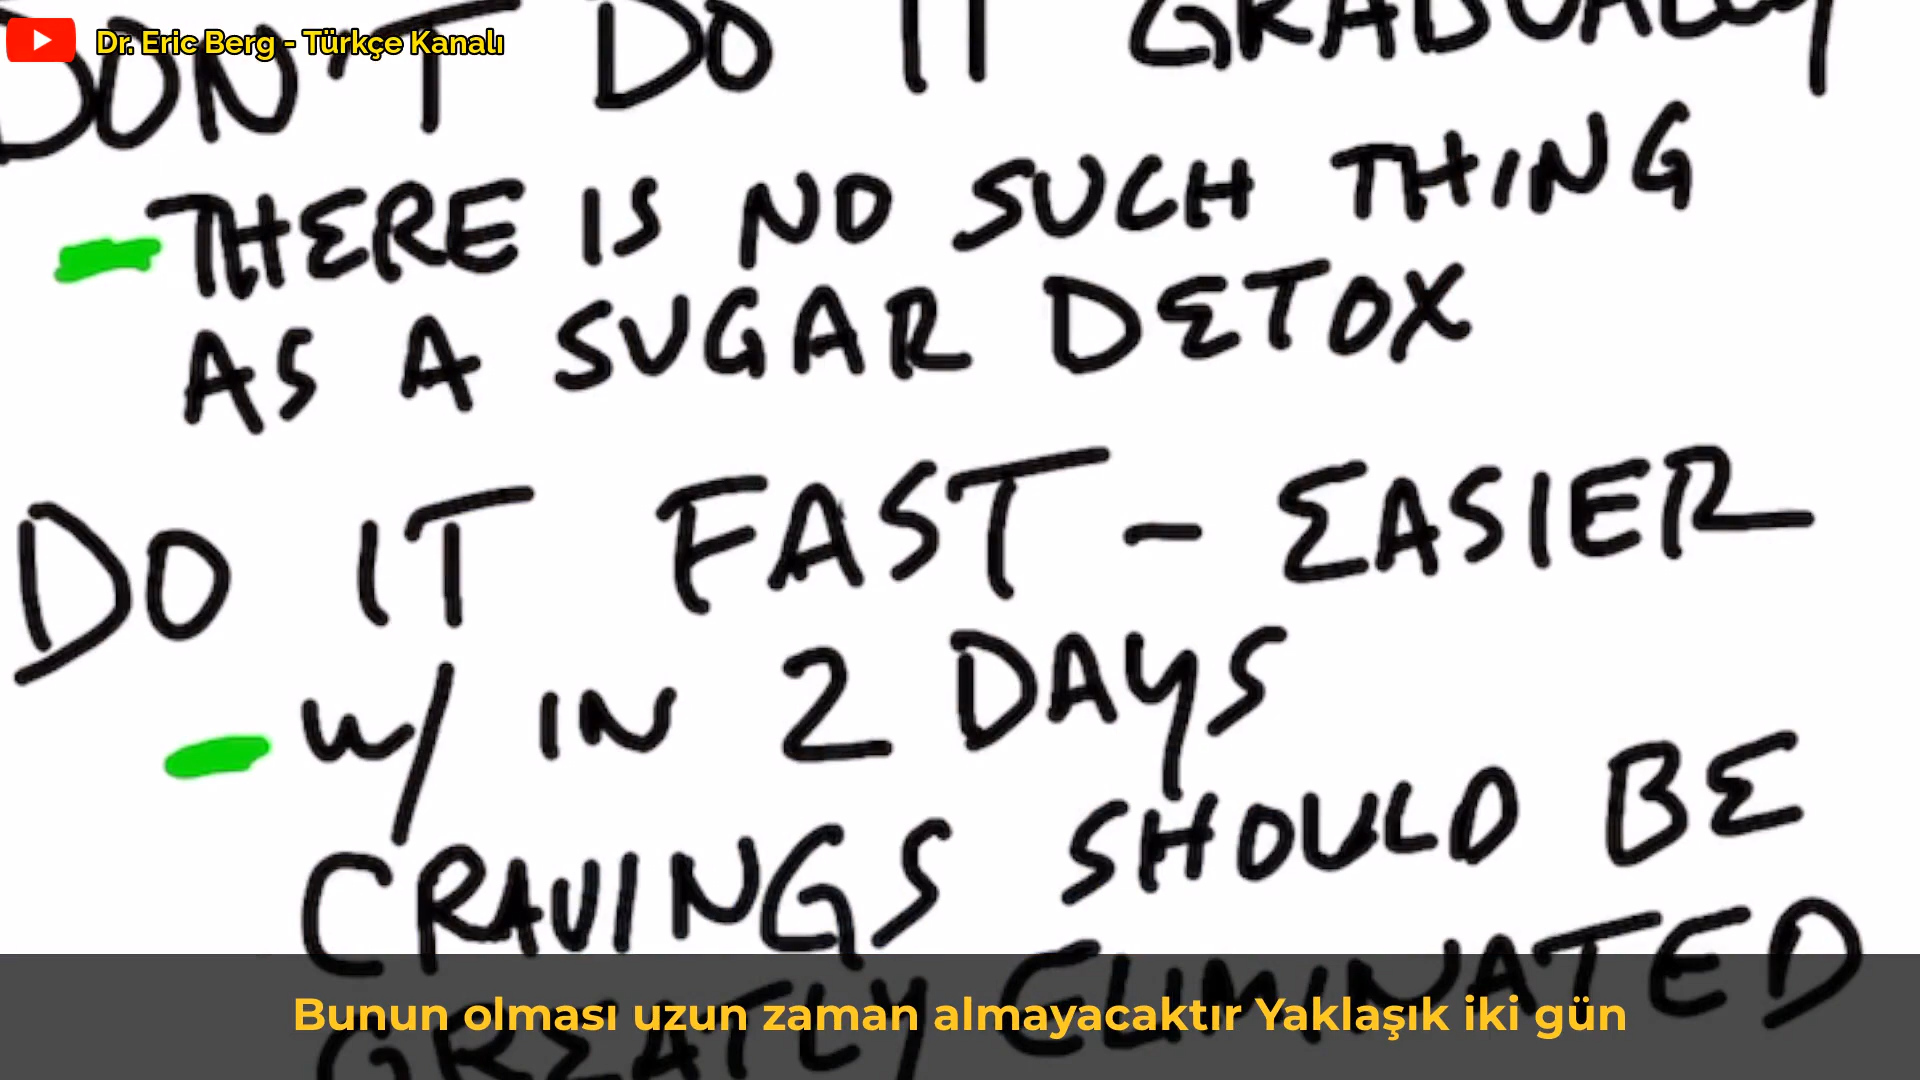 DON'T DO IT GRADUALLY
Dr. Eric Berg - Türkçe Kanalı
- THERE IS NO SUCH THING
AS A SUGAR DETOX
DO IT FAST - EASIER
- W/ IN 2 DAYS
CRAVINGS SHOULD BE
GREATLY ELIMINATED
Bunun olması uzun zaman almayacaktır Yaklaşık iki gün